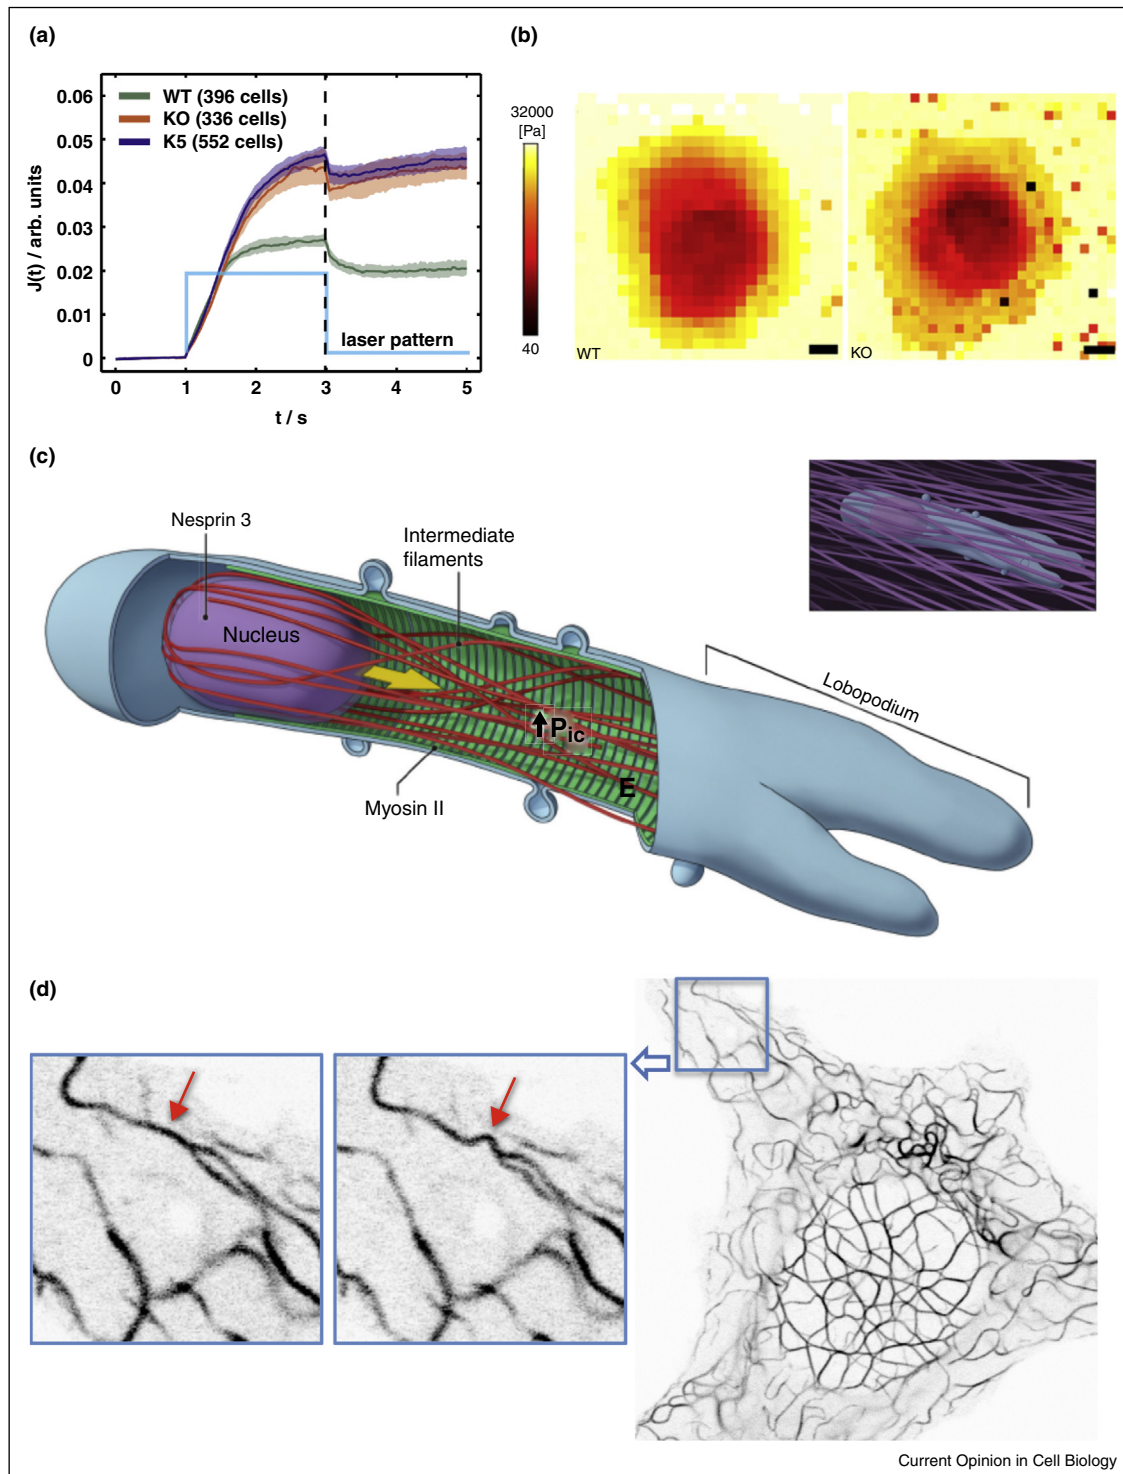 (a)
0.06
0.05
0.04
0.03
0.02
0.01
0
J(t) / arb. units
WT (396 cells)
KO (336 cells)
K5 (552 cells)
laser pattern
0 1 2 3 4 5
t / s
(b)
32000
[Pa]
40
WT
KO
(c)
Nesprin 3
Intermediate
filaments
Nucleus
Lobopodium
Pic
E
Myosin II
(d)
Current Opinion in Cell Biology